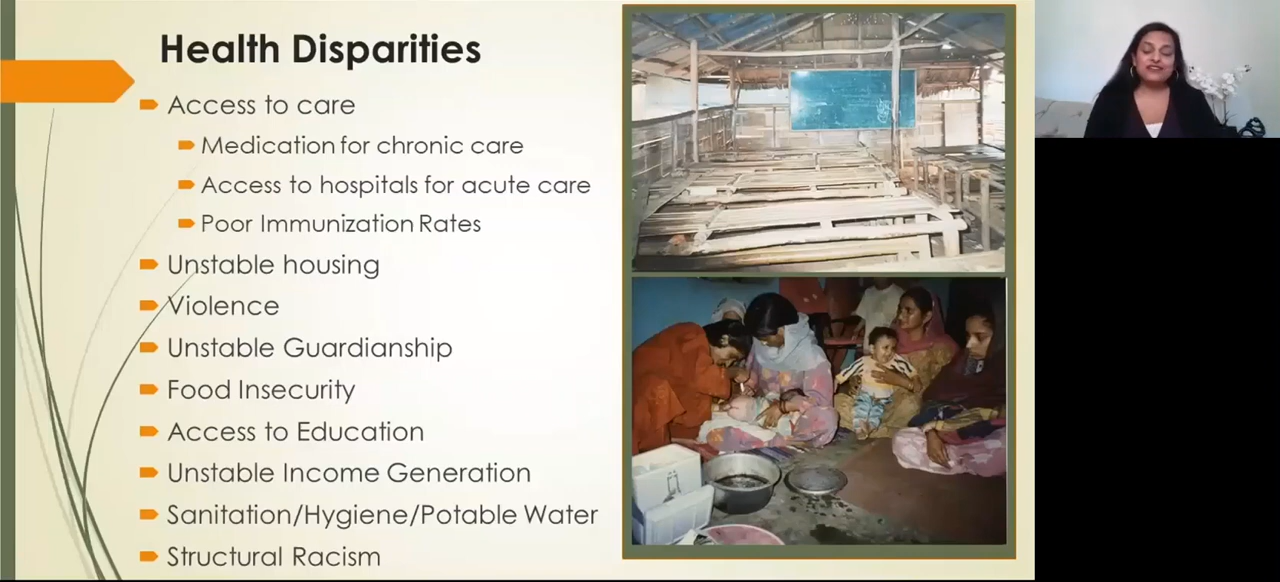 Health Disparities
Access to care
Medication for chronic care
Access to hospitals for acute care
Poor Immunization Rates
Unstable housing
Violence
Unstable Guardianship
Food Insecurity
Access to Education
Unstable Income Generation
Sanitation/Hygiene/Potable Water
Structural Racism